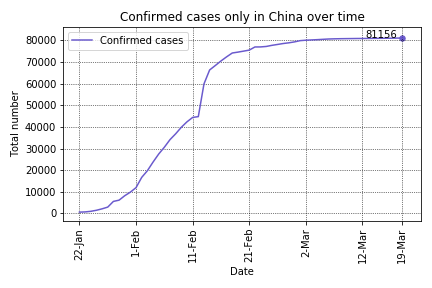 Confirmed cases only in China over time
Confirmed cases
81156
80000
70000
60000
50000
40000
30000
20000
10000
0
Total number
22-Jan
1-Feb
11-Feb
21-Feb
2-Mar
12-Mar
19-Mar
Date